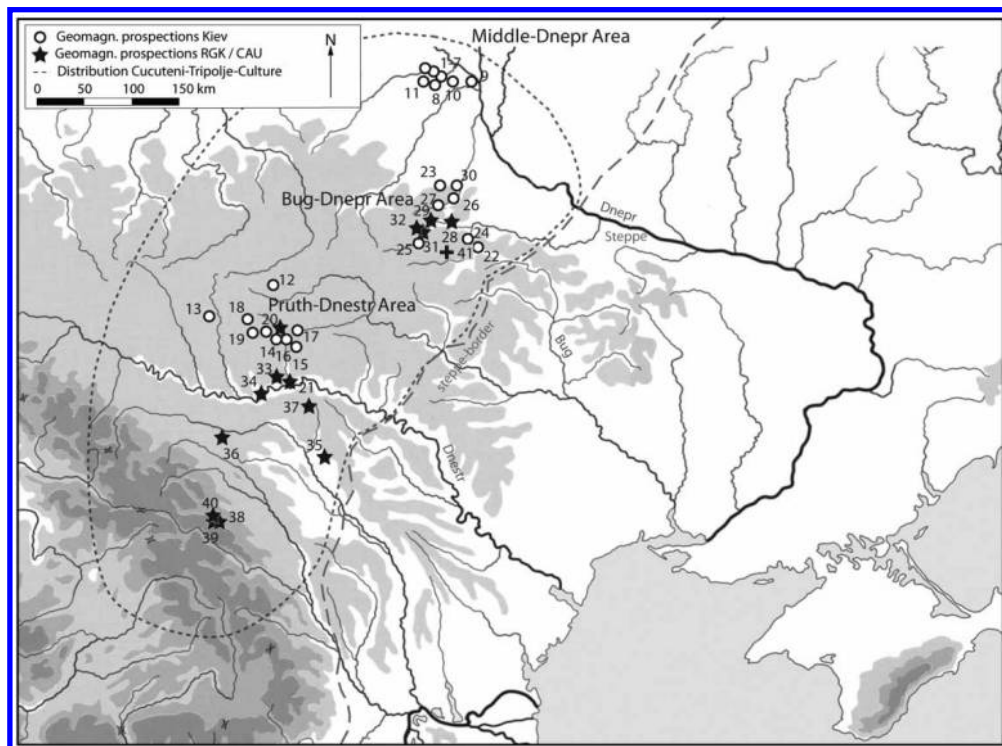 Geomagn. prospections Kiev
Geomagn. prospections RGK / CAU
Distribution Cucuteni-Tripolje-Culture
0 50 100 150 km
N
Middle-Dnepr Area
1-7
9
11
8
10
23
30
Bug-Dnepr Area
27
26
29
32
28
24
25
31
41
22
Dnepr
Steppe
12
Pruth-Dnestr Area
13
18
20
19
17
14
16
15
33
34
21
37
35
36
steppe-border
Bug
Dnestr
40
38
39